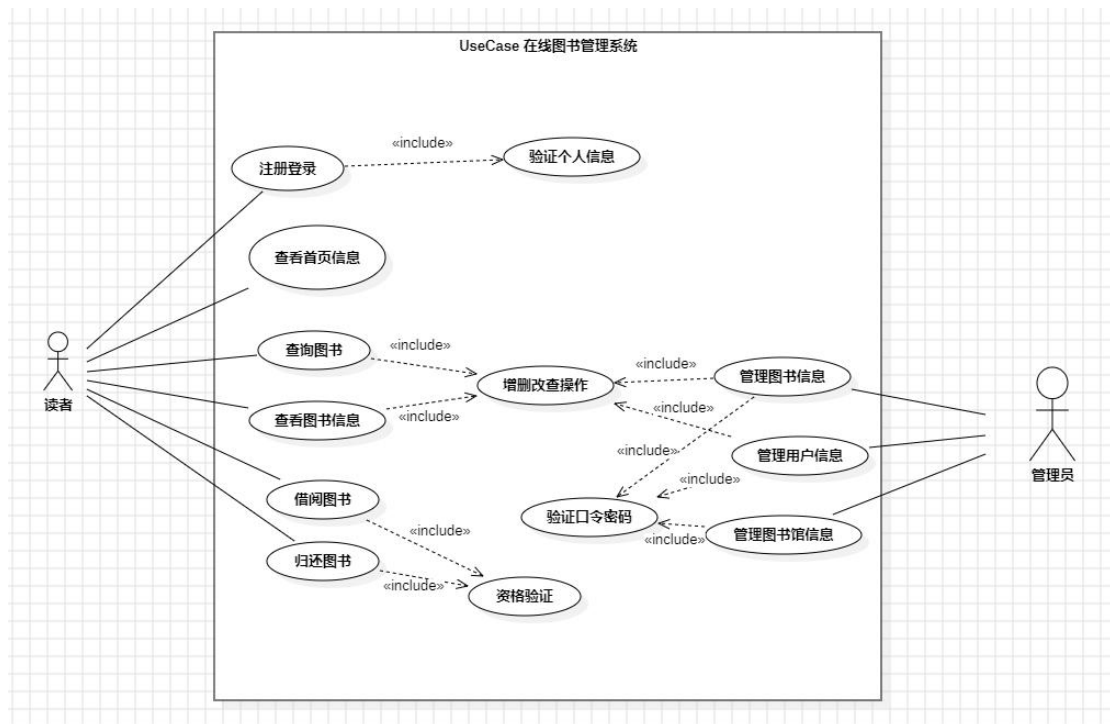 UseCase 在线图书管理系统
«include»
注册登录
验证个人信息
查看首页信息
查询图书
«include»
«include»
管理图书信息
增删改查操作
读者
查看图书信息
«include»
«include»
管理用户信息
«include»
管理员
«include»
借阅图书
验证口令密码
«include»
管理图书馆信息
«include»
归还图书
«include»
资格验证